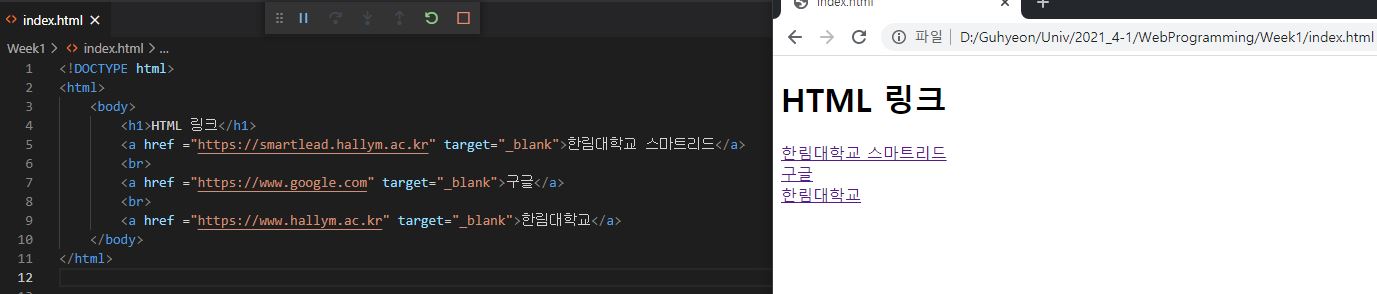 index.html
Week1 > index.html > ...
1 <!DOCTYPE html>
2 <html>
3 <body>
4 <h1>HTML 링크</h1>
5 <a href ="https://smartlead.hallym.ac.kr" target="_blank">한림대학교 스마트리드</a>
6 <br>
7 <a href ="https://www.google.com" target="_blank">구글</a>
8 <br>
9 <a href ="https://www.hallym.ac.kr" target="_blank">한림대학교</a>
10 </body>
11 </html>
12
index.html
파일 | D:/Guhyeon/Univ/2021_4-1/WebProgramming/Week1/index.html
HTML 링크
한림대학교 스마트리드
구글
한림대학교